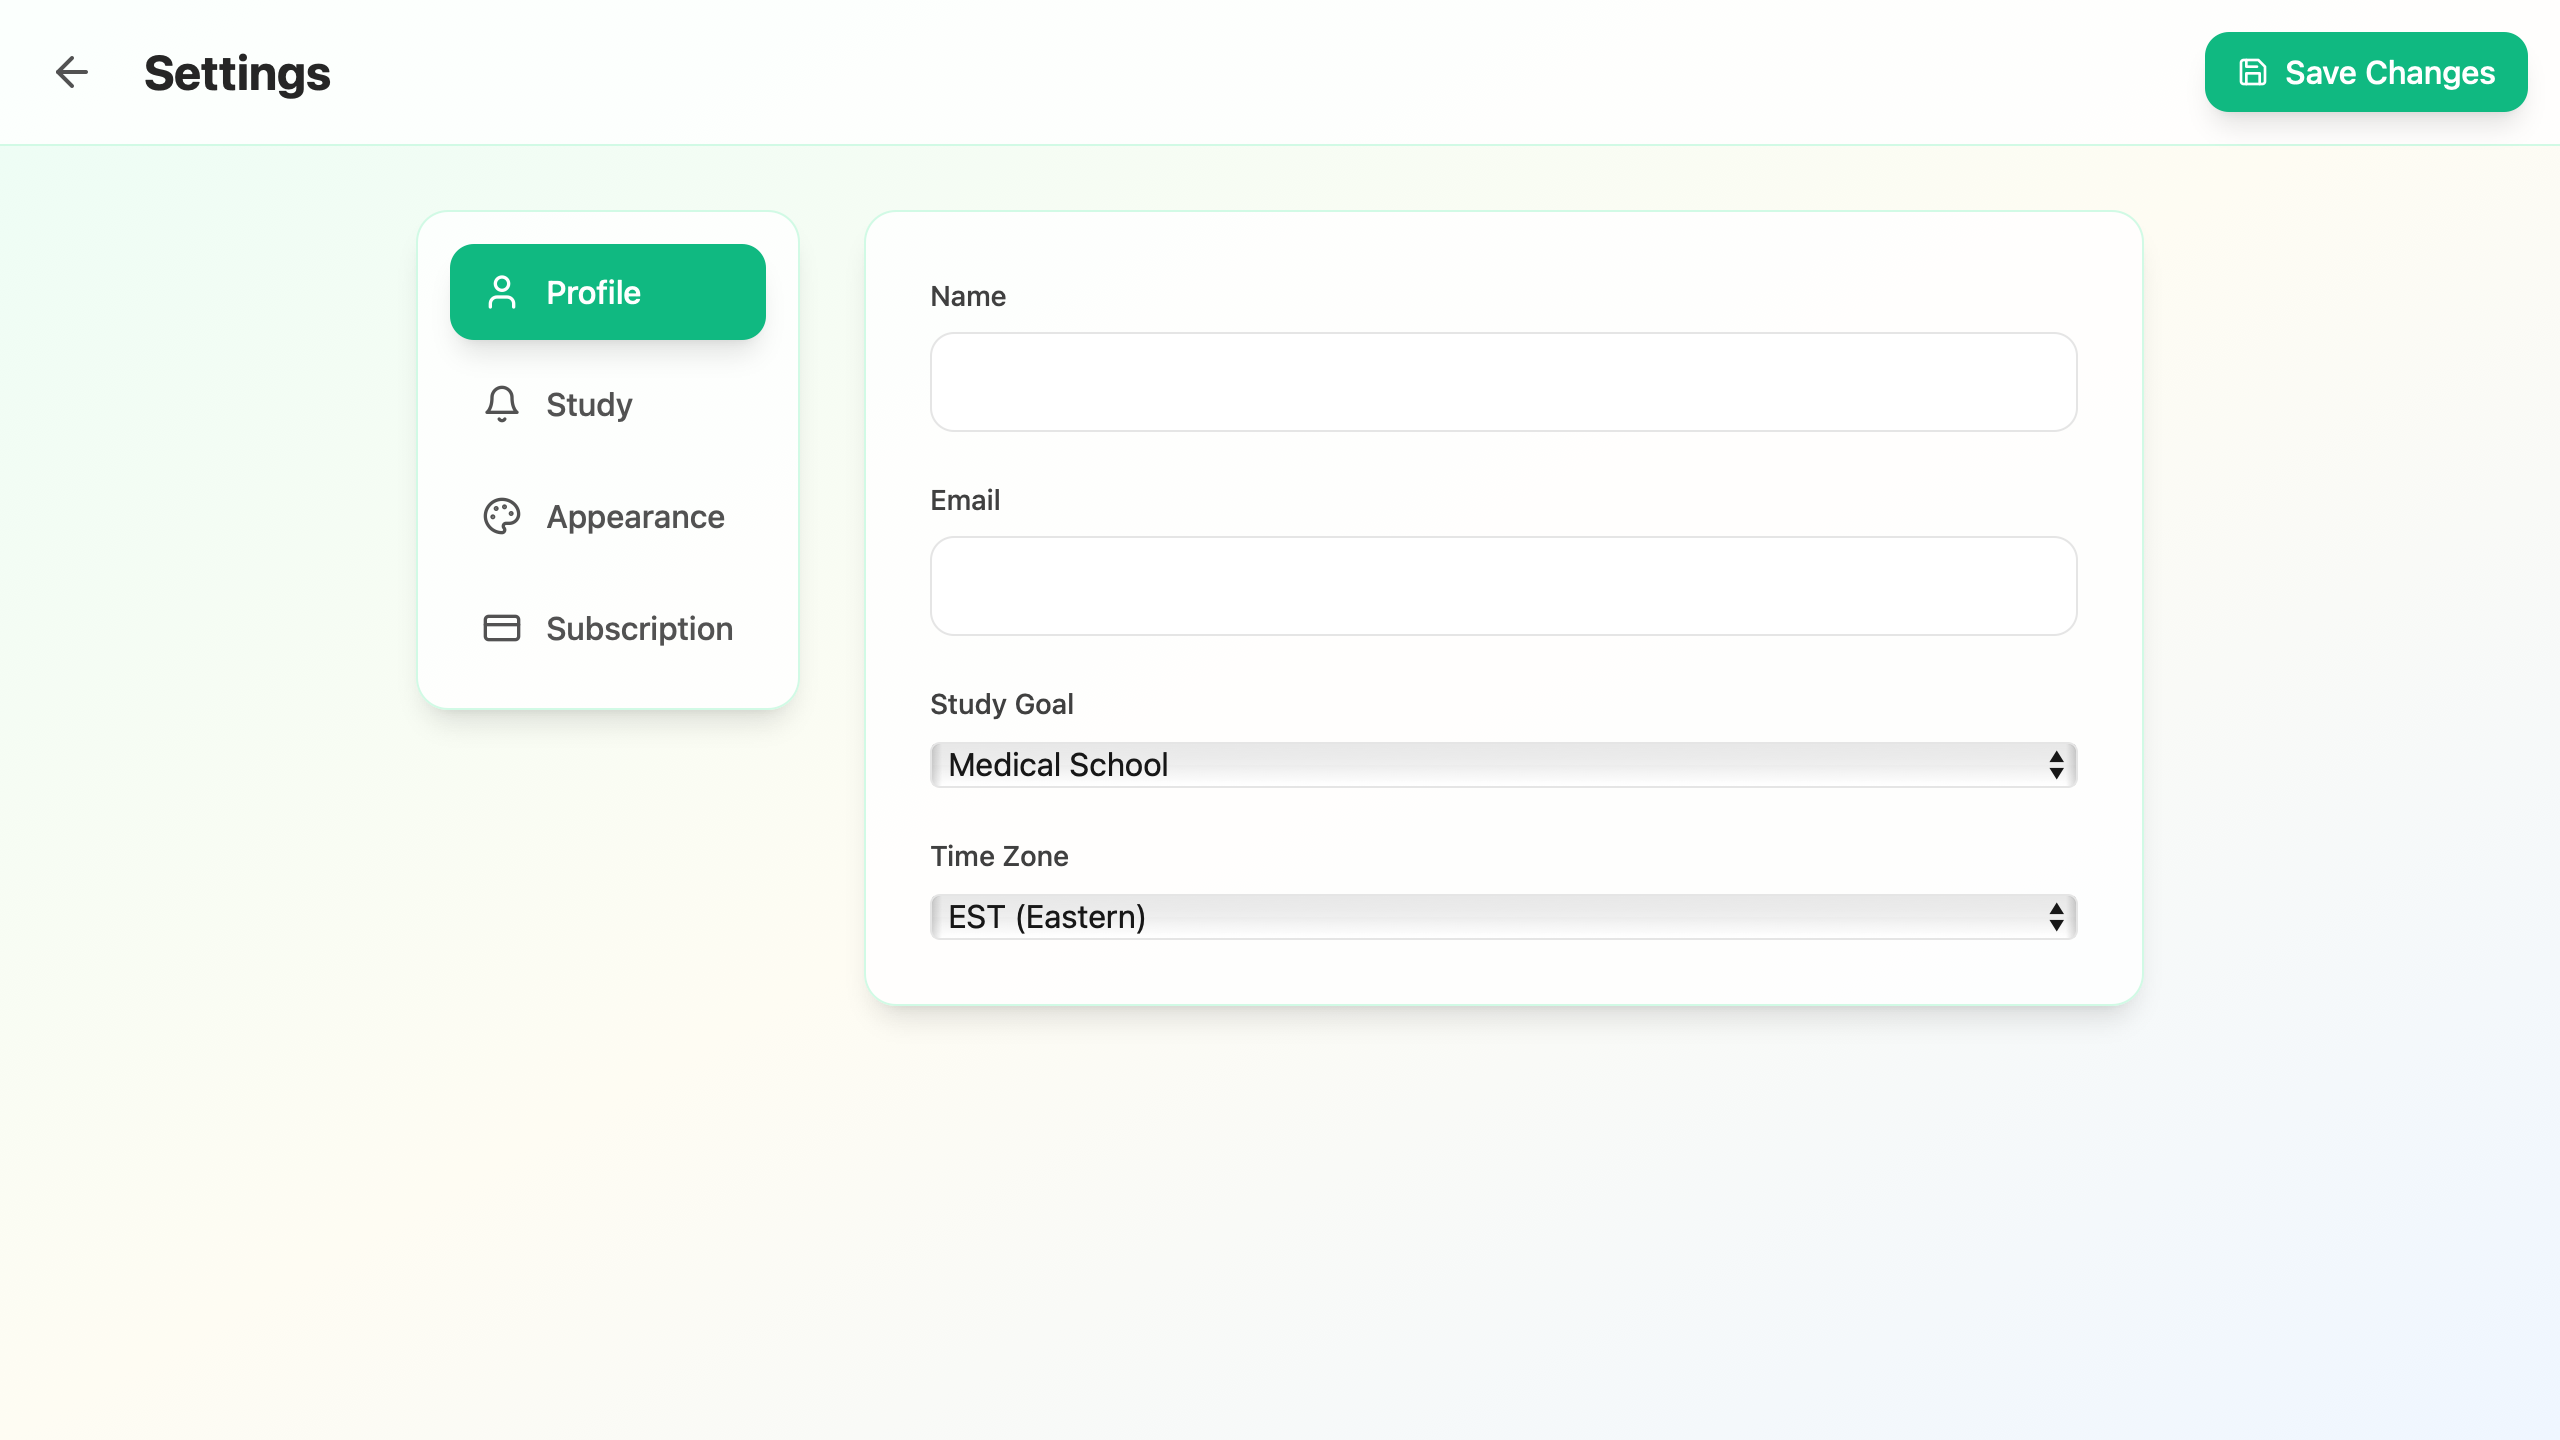 Settings
Save Changes
Profile
Study
Appearance
Subscription
Name
Email
Study Goal
Medical School
Time Zone
EST (Eastern)